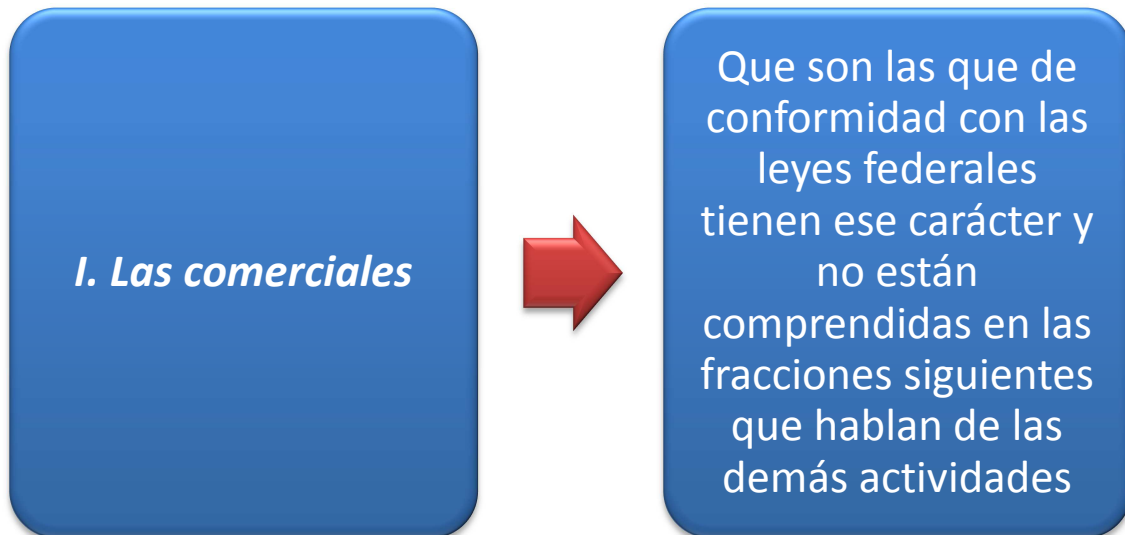 I. Las comerciales
Que son las que de
conformidad con las
leyes federales
tienen ese carácter y
no están
comprendidas en las
fracciones siguientes
que hablan de las
demás actividades